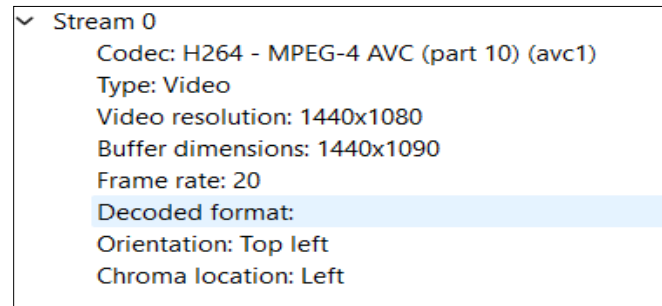 Stream 0
Codec: H264 - MPEG-4 AVC (part 10) (avc1)
Type: Video
Video resolution: 1440x1080
Buffer dimensions: 1440x1090
Frame rate: 20
Decoded format:
Orientation: Top left
Chroma location: Left